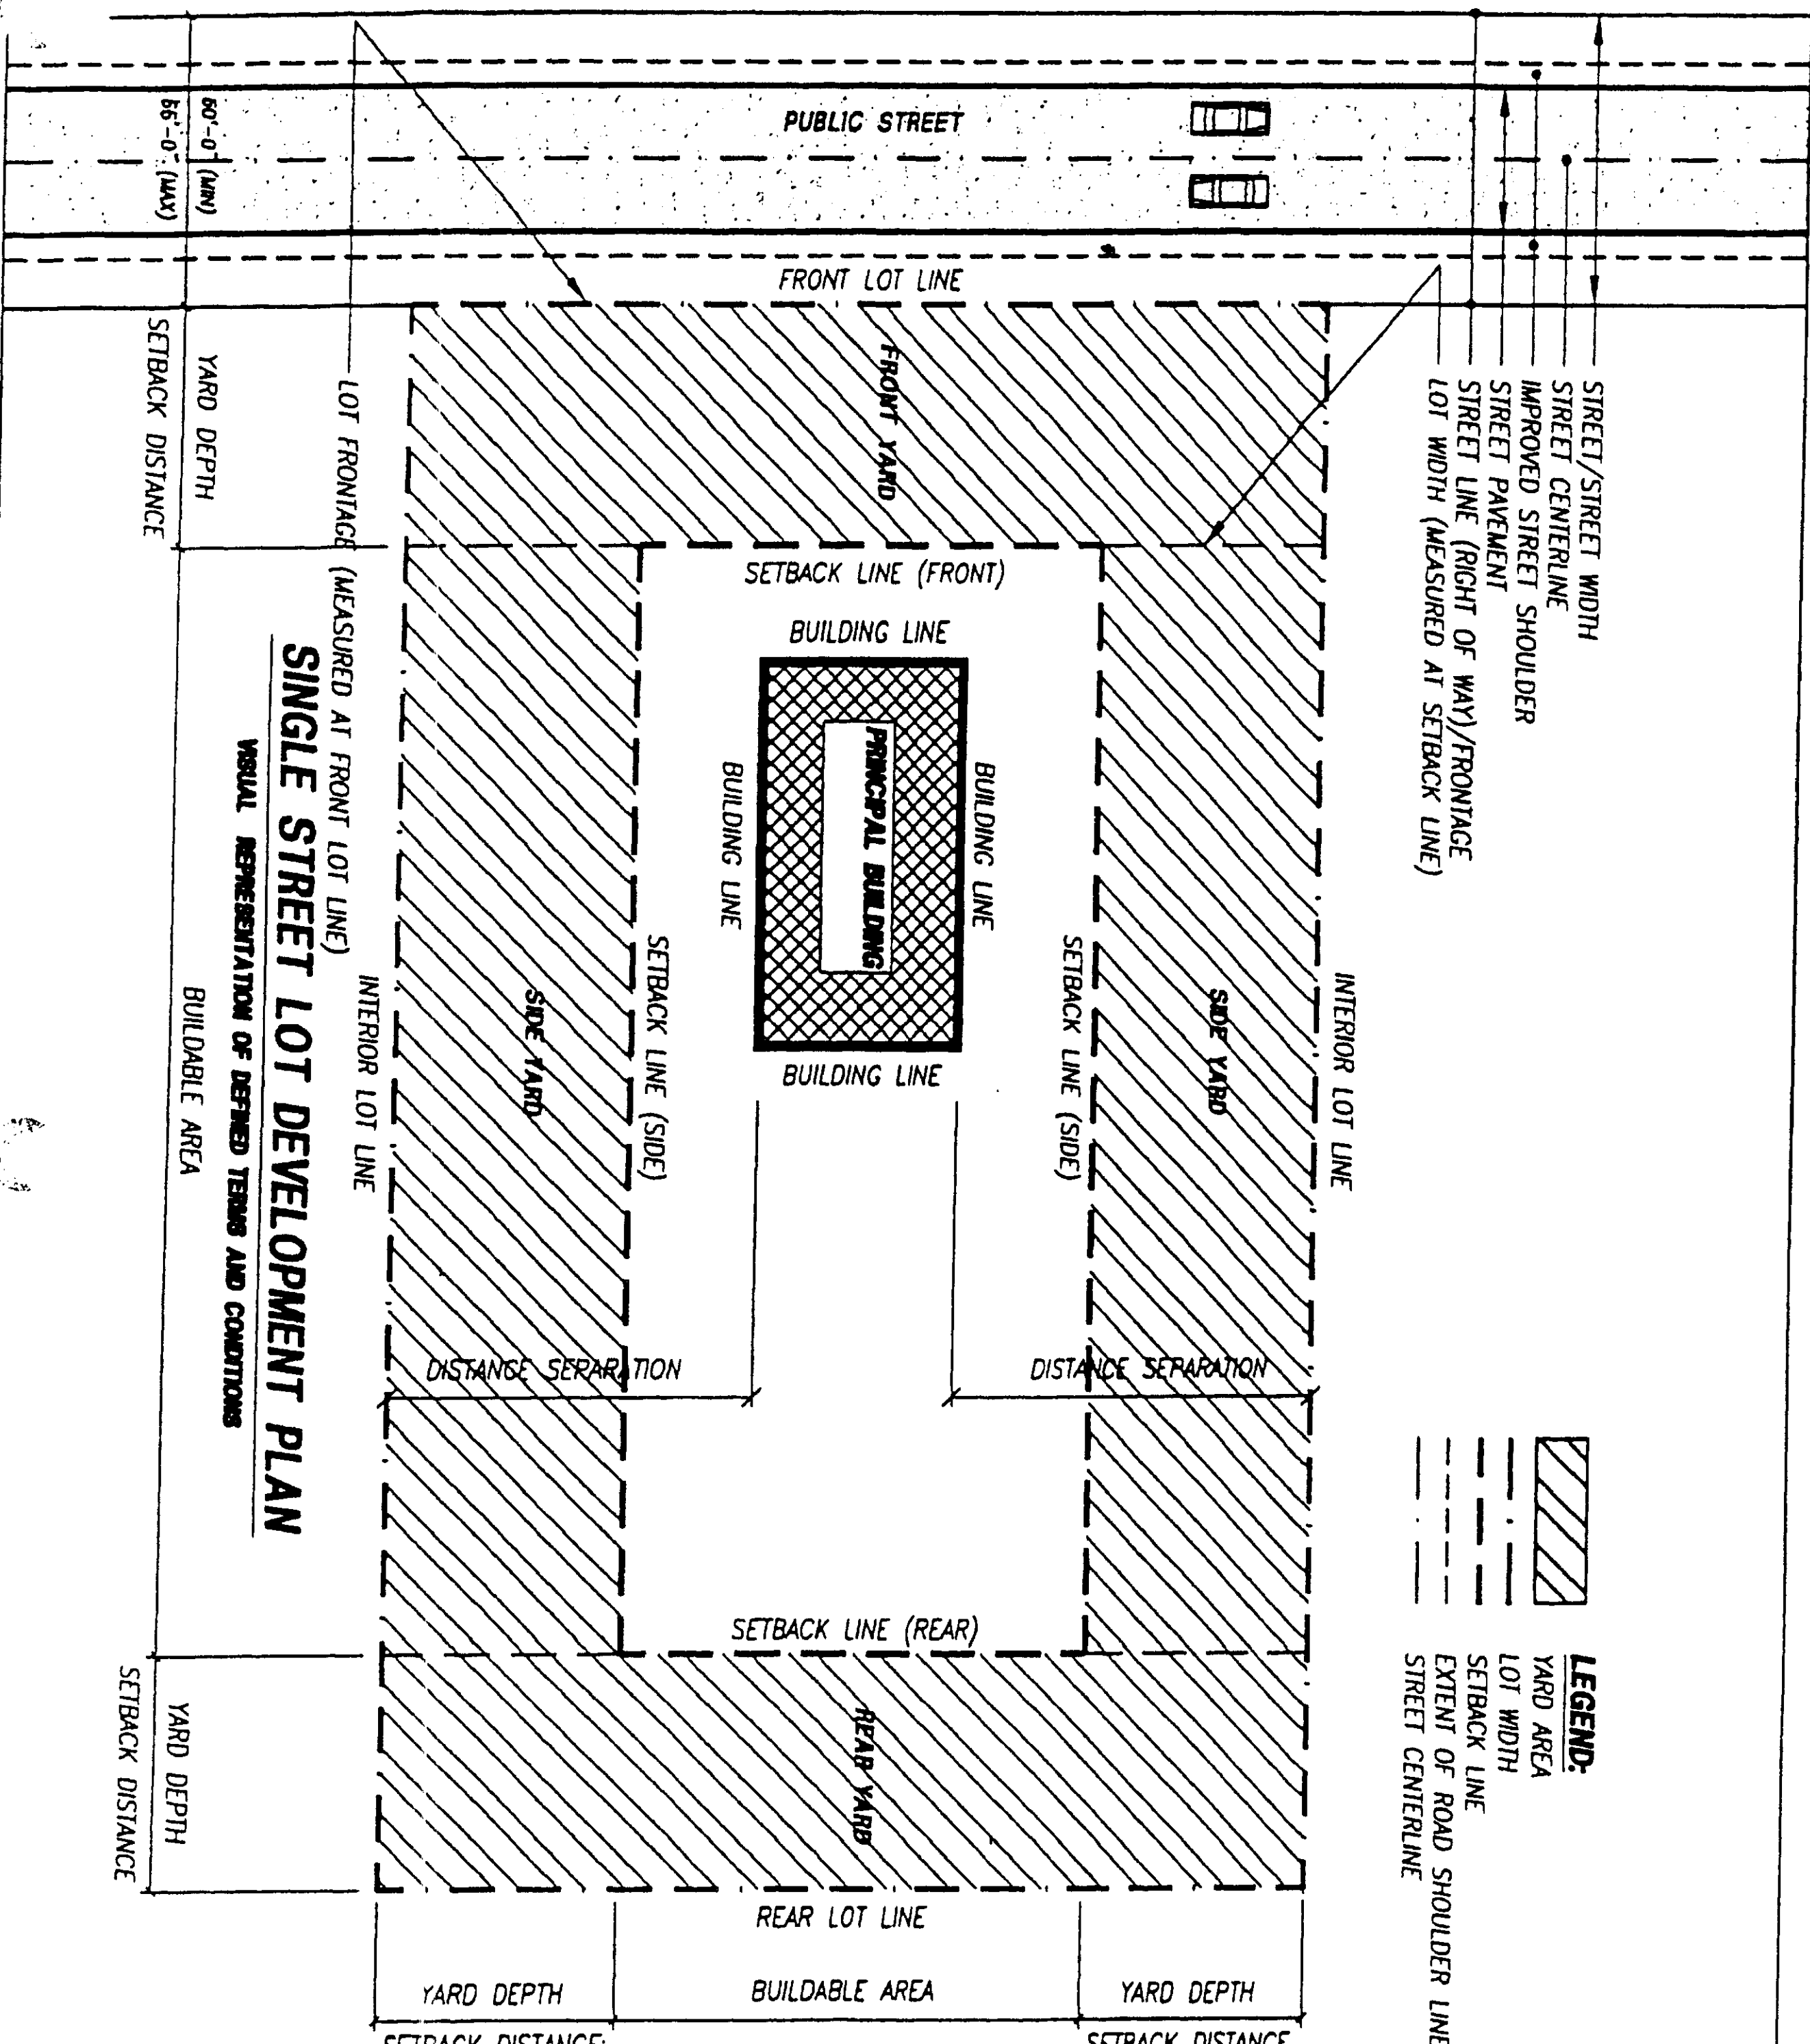 PUBLIC STREET
60'-0" (MIN)
66'-0" (MAX)
FRONT LOT LINE
STREET/STREET WIDTH
STREET CENTERLINE
IMPROVED STREET SHOULDER
STREET PAVEMENT
STREET LINE (RIGHT OF WAY)/FRONTAGE
LOT WIDTH (MEASURED AT SETBACK LINE)
YARD DEPTH
SETBACK DISTANCE
LOT FRONTAGE (MEASURED AT FRONT LOT LINE)
FRONT YARD
SETBACK LINE (FRONT)
BUILDING LINE
BUILDING LINE
PRINCIPAL BUILDING
BUILDING LINE
BUILDING LINE
SETBACK LINE (SIDE)
SETBACK LINE (SIDE)
SIDE YARD
SIDE YARD
INTERIOR LOT LINE
INTERIOR LOT LINE
DISTANCE SEPARATION
DISTANCE SEPARATION
SINGLE STREET LOT DEVELOPMENT PLAN
VISUAL REPRESENTATION OF DEFINED TERMS AND CONDITIONS
BUILDABLE AREA
SETBACK LINE (REAR)
REAR YARD
REAR LOT LINE
YARD DEPTH
SETBACK DISTANCE
LEGEND:
YARD AREA
LOT WIDTH
SETBACK LINE
EXTENT OF ROAD SHOULDER LINE
STREET CENTERLINE
YARD DEPTH
BUILDABLE AREA
YARD DEPTH
SETBACK DISTANCE
SETBACK DISTANCE